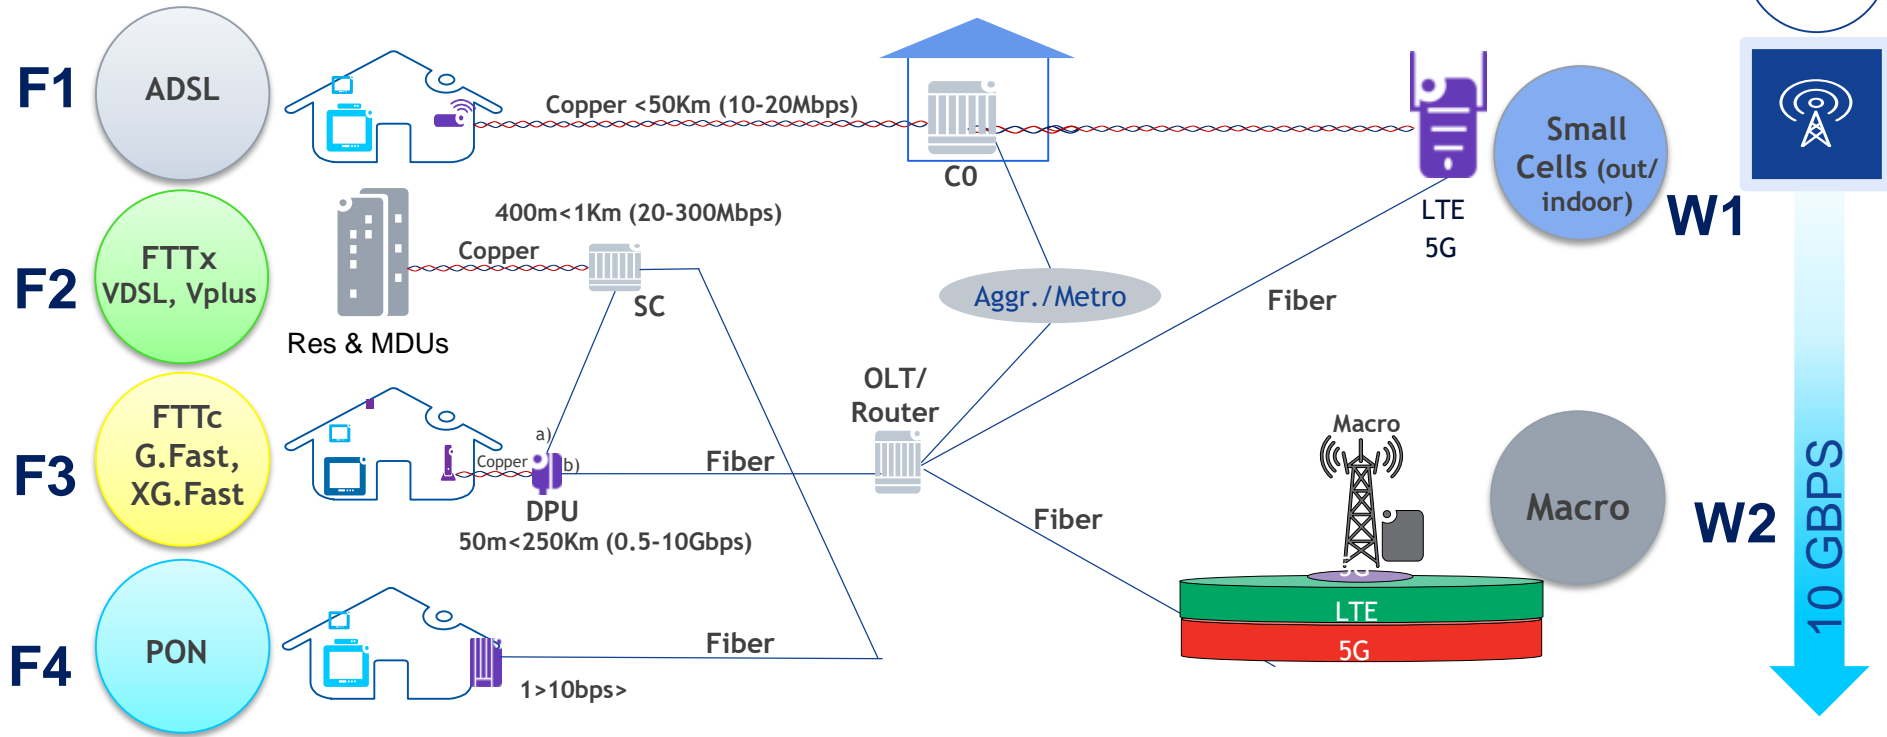 F1
ADSL
Copper <50Km (10-20Mbps)
C0
LTE
5G
Small
Cells (out/
indoor)
W1
F2
FTTx
VDSL, Vplus
Res & MDUs
400m<1Km (20-300Mbps)
Copper
SC
Aggr./Metro
Fiber
F3
FTTc
G.Fast,
XG.Fast
Copper
a)
b)
DPU
50m<250Km (0.5-10Gbps)
Fiber
OLT/
Router
Fiber
Macro
5G
LTE
5G
Macro
W2
10 GBPS
F4
PON
Fiber
1>10bps>